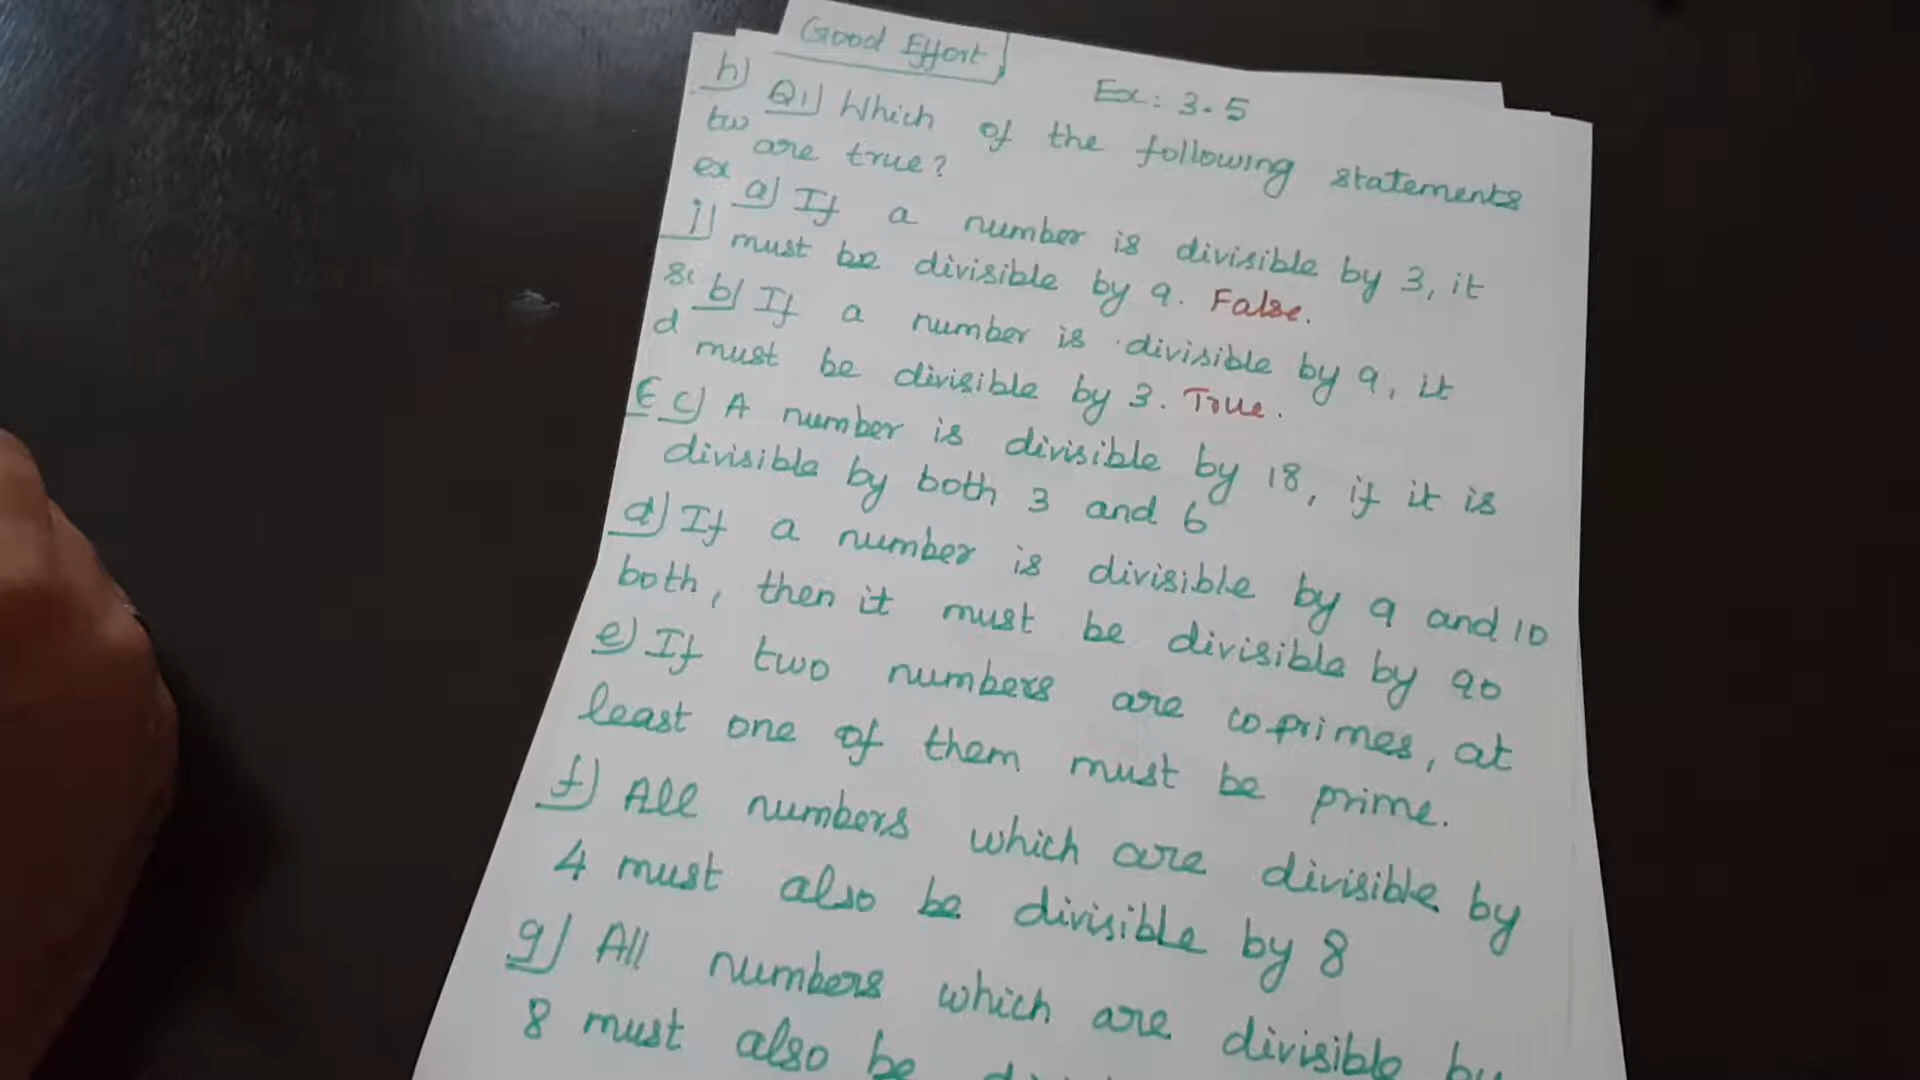 Good Effort
Ex: 3.5
h)
Q1) Which of the following statements
tw
are true?
ex
a) If a number is divisible by 3, it
i)
must be divisible by 9. False.
b) If a number is divisible by 9, it
d
must be divisible by 3. True.
c) A number is divisible by 18, if it is
divisible by both 3 and 6
d) If a number is divisible by 9 and 10
both, then it must be divisible by 90
e) If two numbers are co primes, at
least one of them must be prime.
f) All numbers which are divisible by
4 must also be divisible by 8
g) All numbers which are divisible by
8 must also be